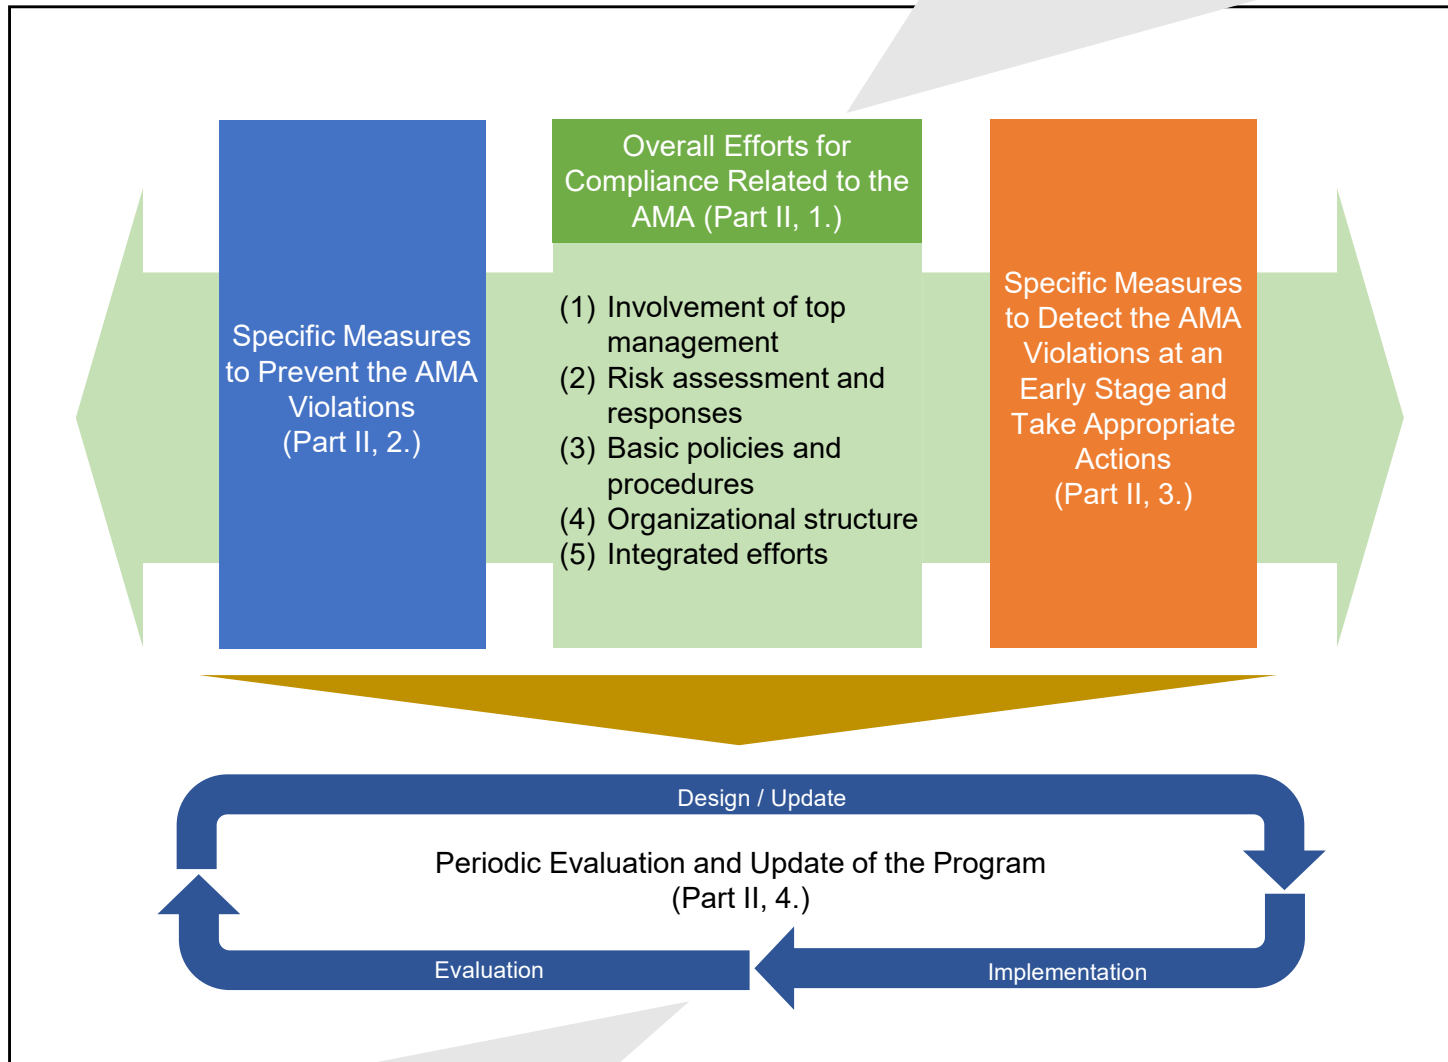 Specific Measures
to Prevent the AMA
Violations
(Part II, 2.)
Overall Efforts for
Compliance Related to the
AMA (Part II, 1.)
(1) Involvement of top
management
(2) Risk assessment and
responses
(3) Basic policies and
procedures
(4) Organizational structure
(5) Integrated efforts
Specific Measures
to Detect the AMA
Violations at an
Early Stage and
Take Appropriate
Actions
(Part II, 3.)
Design / Update
Periodic Evaluation and Update of the Program
(Part II, 4.)
Evaluation
Implementation